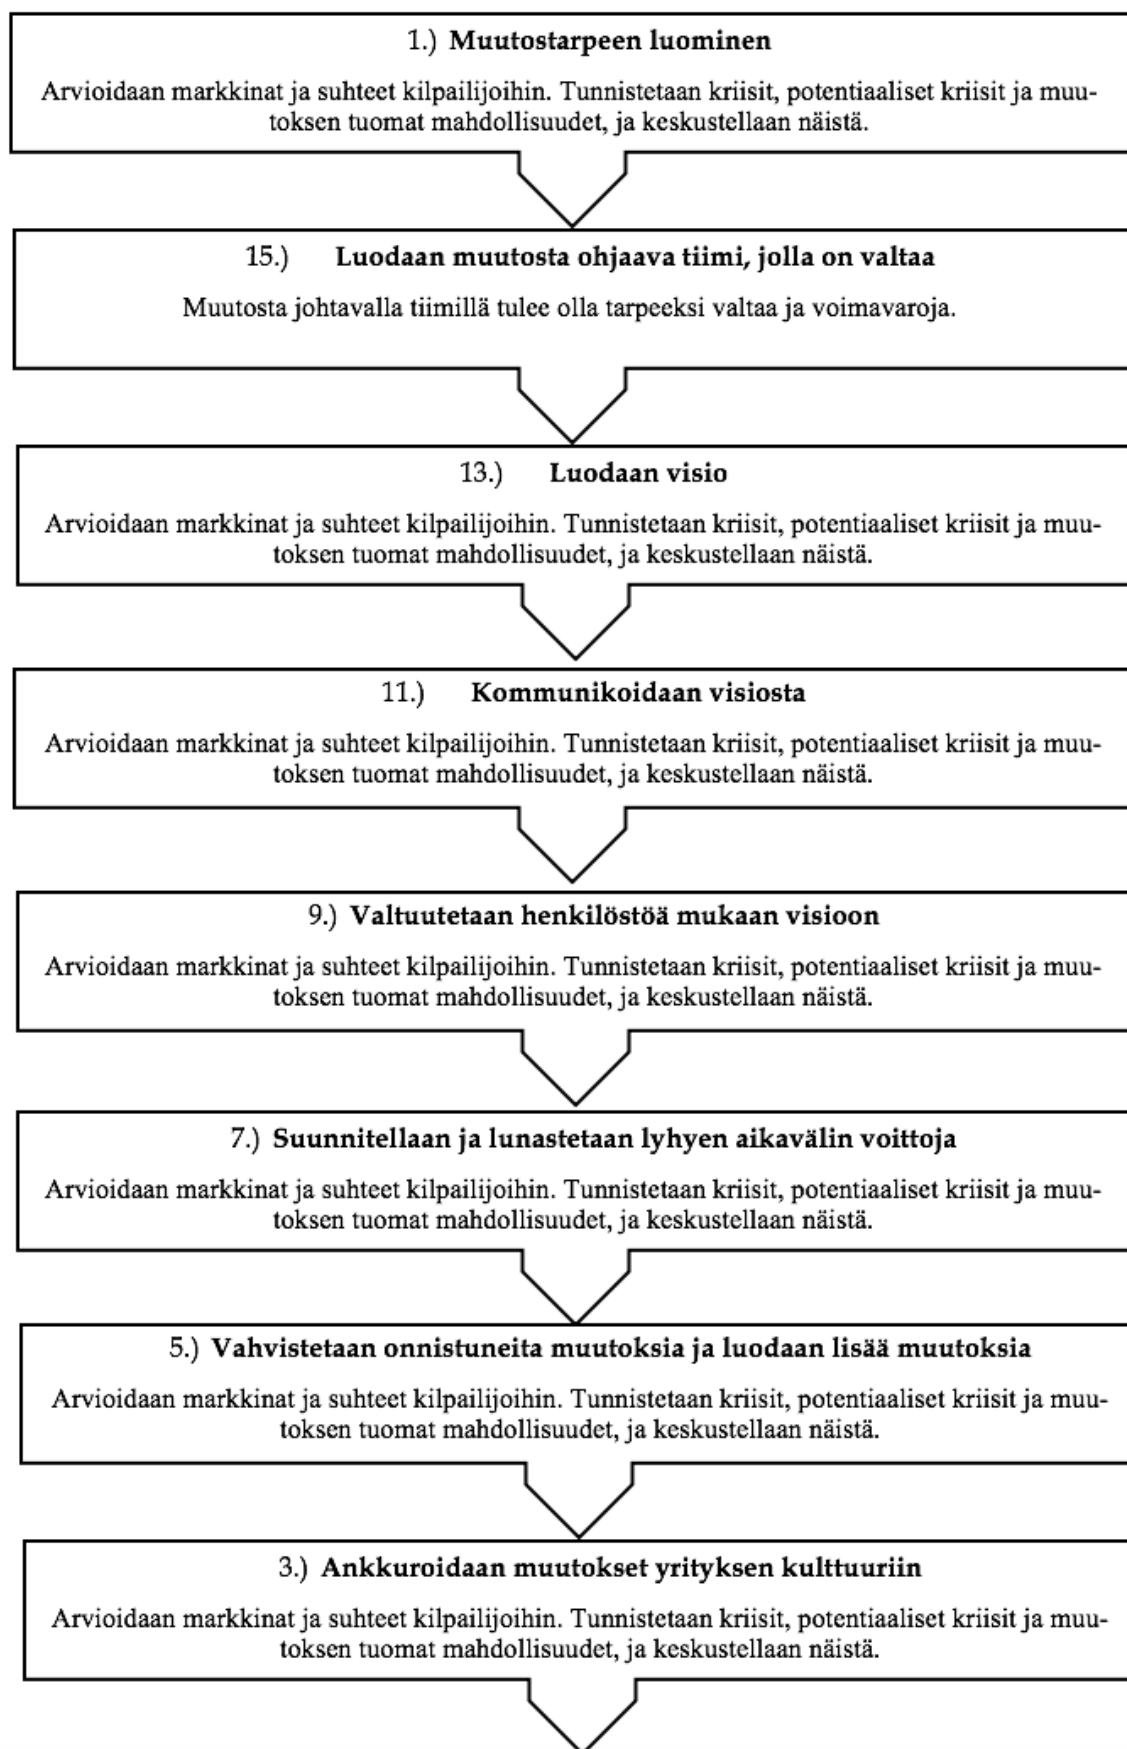 1.) Muutostarpeen luominen
Arvioidaan markkinat ja suhteet kilpailijoihin. Tunnistetaan kriisit, potentiaaliset kriisit ja muu-
toksen tuomat mahdollisuudet, ja keskustellaan näistä.
15.) Luodaan muutosta ohjaava tiimi, jolla on valtaa
Muutosta johtavalla tiimillä tulee olla tarpeeksi valtaa ja voimavaroja.
13.) Luodaan visio
Arvioidaan markkinat ja suhteet kilpailijoihin. Tunnistetaan kriisit, potentiaaliset kriisit ja muu-
toksen tuomat mahdollisuudet, ja keskustellaan näistä.
11.) Kommunikoidaan visiosta
Arvioidaan markkinat ja suhteet kilpailijoihin. Tunnistetaan kriisit, potentiaaliset kriisit ja muu-
toksen tuomat mahdollisuudet, ja keskustellaan näistä.
9.) Valtuutetaan henkilöstöä mukaan visioon
Arvioidaan markkinat ja suhteet kilpailijoihin. Tunnistetaan kriisit, potentiaaliset kriisit ja muu-
toksen tuomat mahdollisuudet, ja keskustellaan näistä.
7.) Suunnitellaan ja lunastetaan lyhyen aikavälin voittoja
Arvioidaan markkinat ja suhteet kilpailijoihin. Tunnistetaan kriisit, potentiaaliset kriisit ja muu-
toksen tuomat mahdollisuudet, ja keskustellaan näistä.
5.) Vahvistetaan onnistuneita muutoksia ja luodaan lisää muutoksia
Arvioidaan markkinat ja suhteet kilpailijoihin. Tunnistetaan kriisit, potentiaaliset kriisit ja muu-
toksen tuomat mahdollisuudet, ja keskustellaan näistä.
3.) Ankkuroidaan muutokset yrityksen kulttuuriin
Arvioidaan markkinat ja suhteet kilpailijoihin. Tunnistetaan kriisit, potentiaaliset kriisit ja muu-
toksen tuomat mahdollisuudet, ja keskustellaan näistä.